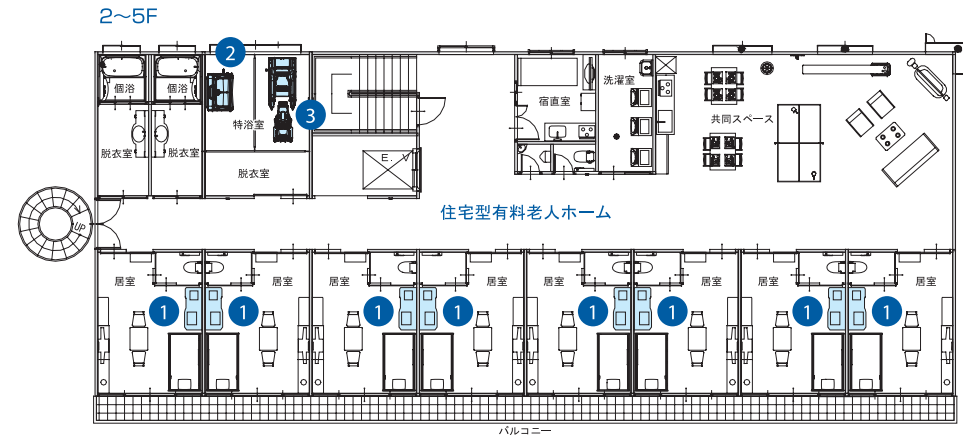 2〜5F
個浴
個浴
2
特浴室
3
脱衣室
脱衣室
脱衣室
E.V
宿直室
洗濯室
共同スペース
UP
住宅型有料老人ホーム
居室
居室
居室
居室
居室
居室
居室
居室
1
1
1
1
1
1
1
1
バルコニー